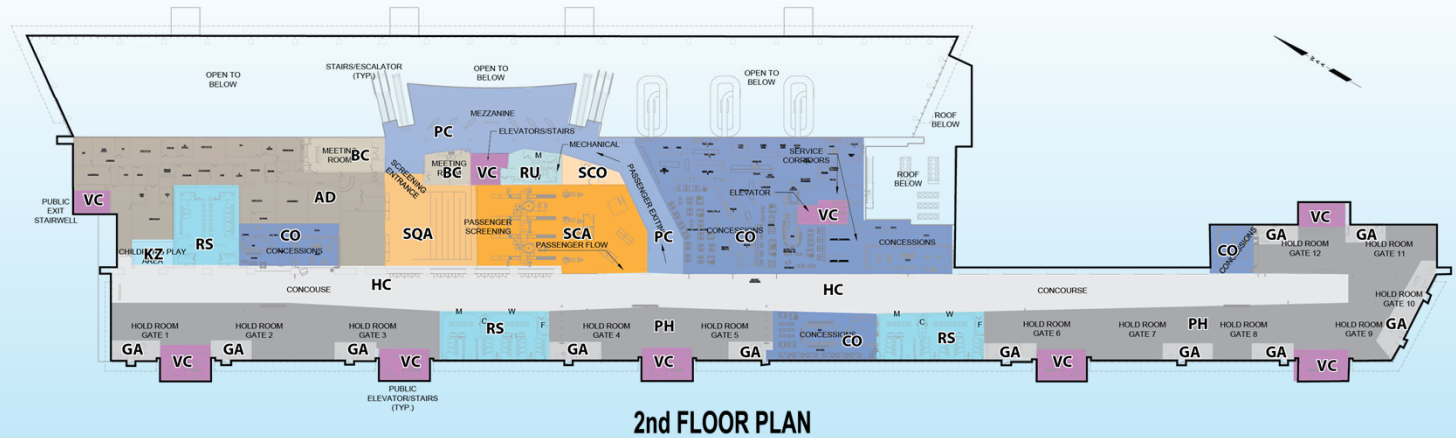 OPEN TO
BELOW
STAIRS/ESCALATOR
(TYP.)
OPEN TO
BELOW
OPEN TO
BELOW
MEZZANINE
ROOF
BELOW
PC
ELEVATORS/STAIRS
MECHANICAL
MEETING
ROOM
BC
SCREENING
ENTRANCE
MEETING
BC
VC
M
RU
SCO
SERVICE
CORRIDORS
ROOF
BELOW
VC
PUBLIC
EXIT
STAIRWELL
AD
PASSENGER EXITING
ELEVATOR
VC
RS
CO
CONCESSIONS
KZ
CHILDREN'S PLAY
AREA
SQA
PASSENGER
SCREENING
SCA
PASSENGER FLOW
PC
CONCESSIONS
CO
CONCESSIONS
VC
CO
CONCESSIONS
GA
HOLD ROOM
GATE 12
GA
HOLD ROOM
GATE 11
HC
CONCOUSE
HC
CONCOURSE
HOLD ROOM
GATE 10
GA
HOLD ROOM
GATE 1
HOLD ROOM
GATE 2
HOLD ROOM
GATE 3
M
W
C
F
RS
HOLD ROOM
GATE 4
PH
HOLD ROOM
GATE 5
CONCESSIONS
CO
M
W
C
F
RS
HOLD ROOM
GATE 6
HOLD ROOM
GATE 7
PH
HOLD ROOM
GATE 8
HOLD ROOM
GATE 9
GA
VC
GA
GA
VC
GA
VC
GA
GA
VC
GA
GA
VC
PUBLIC
ELEVATOR/STAIRS
(TYP.)
2nd FLOOR PLAN